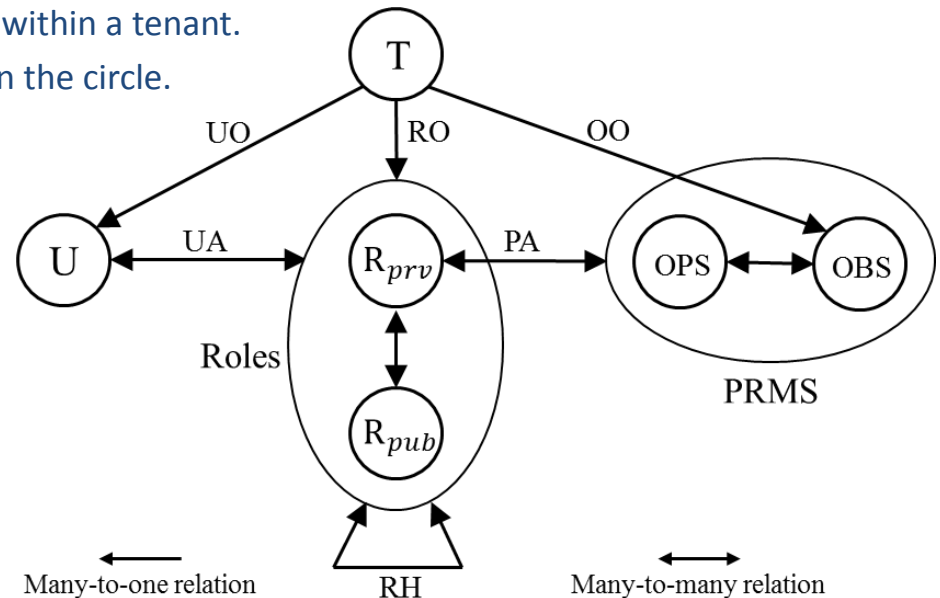 within a tenant.
n the circle.
T
UO
RO
OO
U
UA
R_prv
PA
OPS
OBS
Roles
PRMS
R_pub
Many-to-one relation
RH
Many-to-many relation